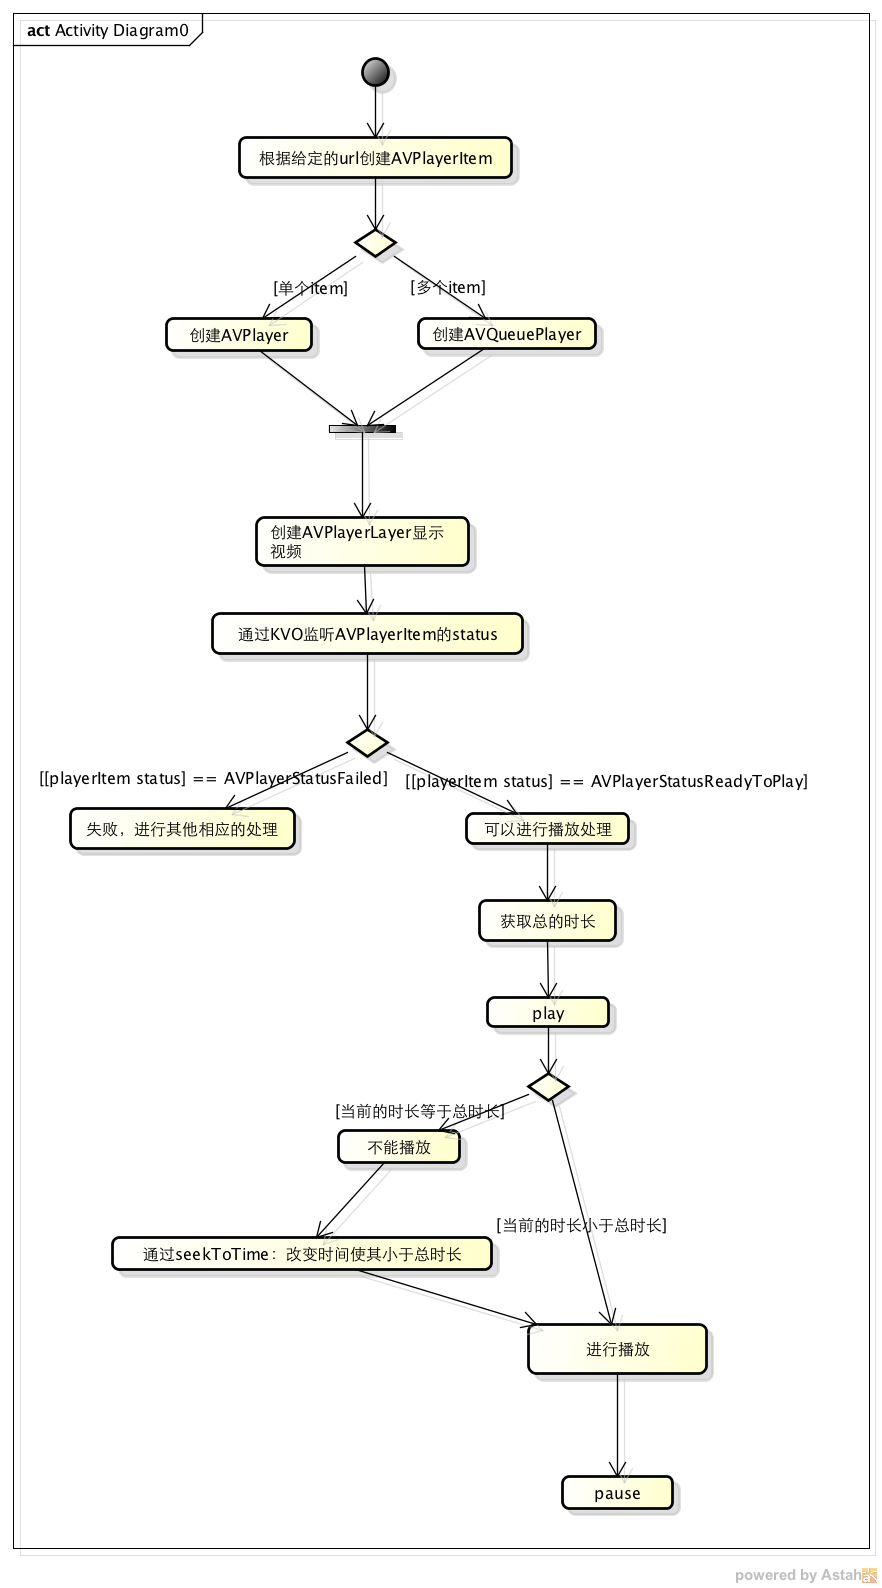 act Activity Diagram0
根据给定的url创建AVPlayerItem
[单个item]
[多个item]
创建AVPlayer
创建AVQueuePlayer
创建AVPlayerLayer显示
视频
通过KVO监听AVPlayerItem的status
[[playerItem status] == AVPlayerStatusFailed]
[[playerItem status] == AVPlayerStatusReadyToPlay]
失败，进行其他相应的处理
可以进行播放处理
获取总的时长
play
[当前的时长等于总时长]
不能播放
[当前的时长小于总时长]
通过seekToTime：改变时间使其小于总时长
进行播放
pause
powered by Astah